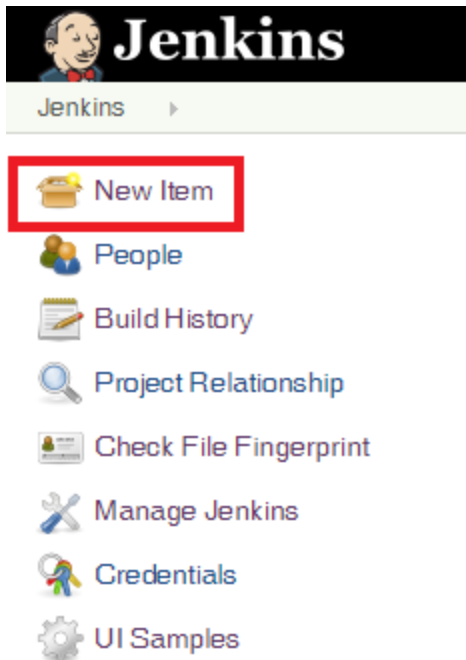 Jenkins
Jenkins
New Item
People
Build History
Project Relationship
Check File Fingerprint
Manage Jenkins
Credentials
UI Samples